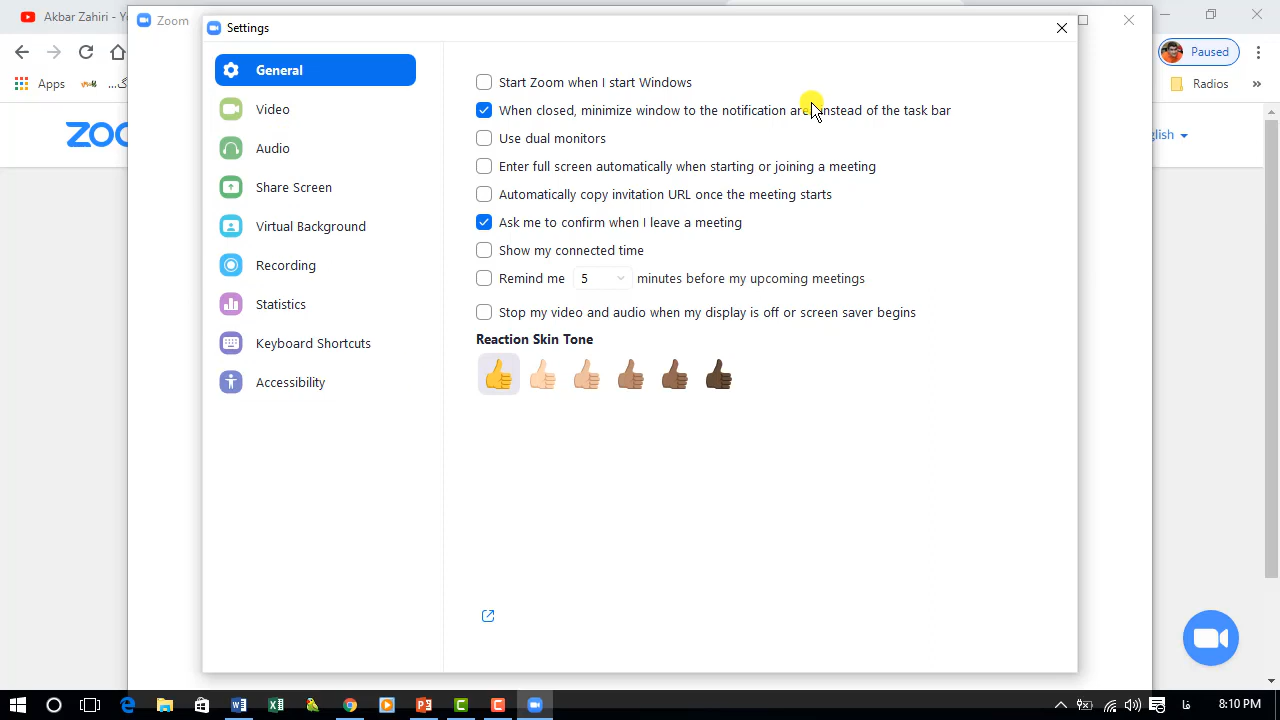 Akbar Zahiri - Y
Zoom
Settings
Paused
Apps
Radios
»
ZOO
glish
General
Video
Audio
Share Screen
Virtual Background
Recording
Statistics
Keyboard Shortcuts
Accessibility
Start Zoom when I start Windows
When closed, minimize window to the notification area instead of the task bar
Use dual monitors
Enter full screen automatically when starting or joining a meeting
Automatically copy invitation URL once the meeting starts
Ask me to confirm when I leave a meeting
Show my connected time
Remind me 5 minutes before my upcoming meetings
Stop my video and audio when my display is off or screen saver begins
Reaction Skin Tone
فا
8:10 PM